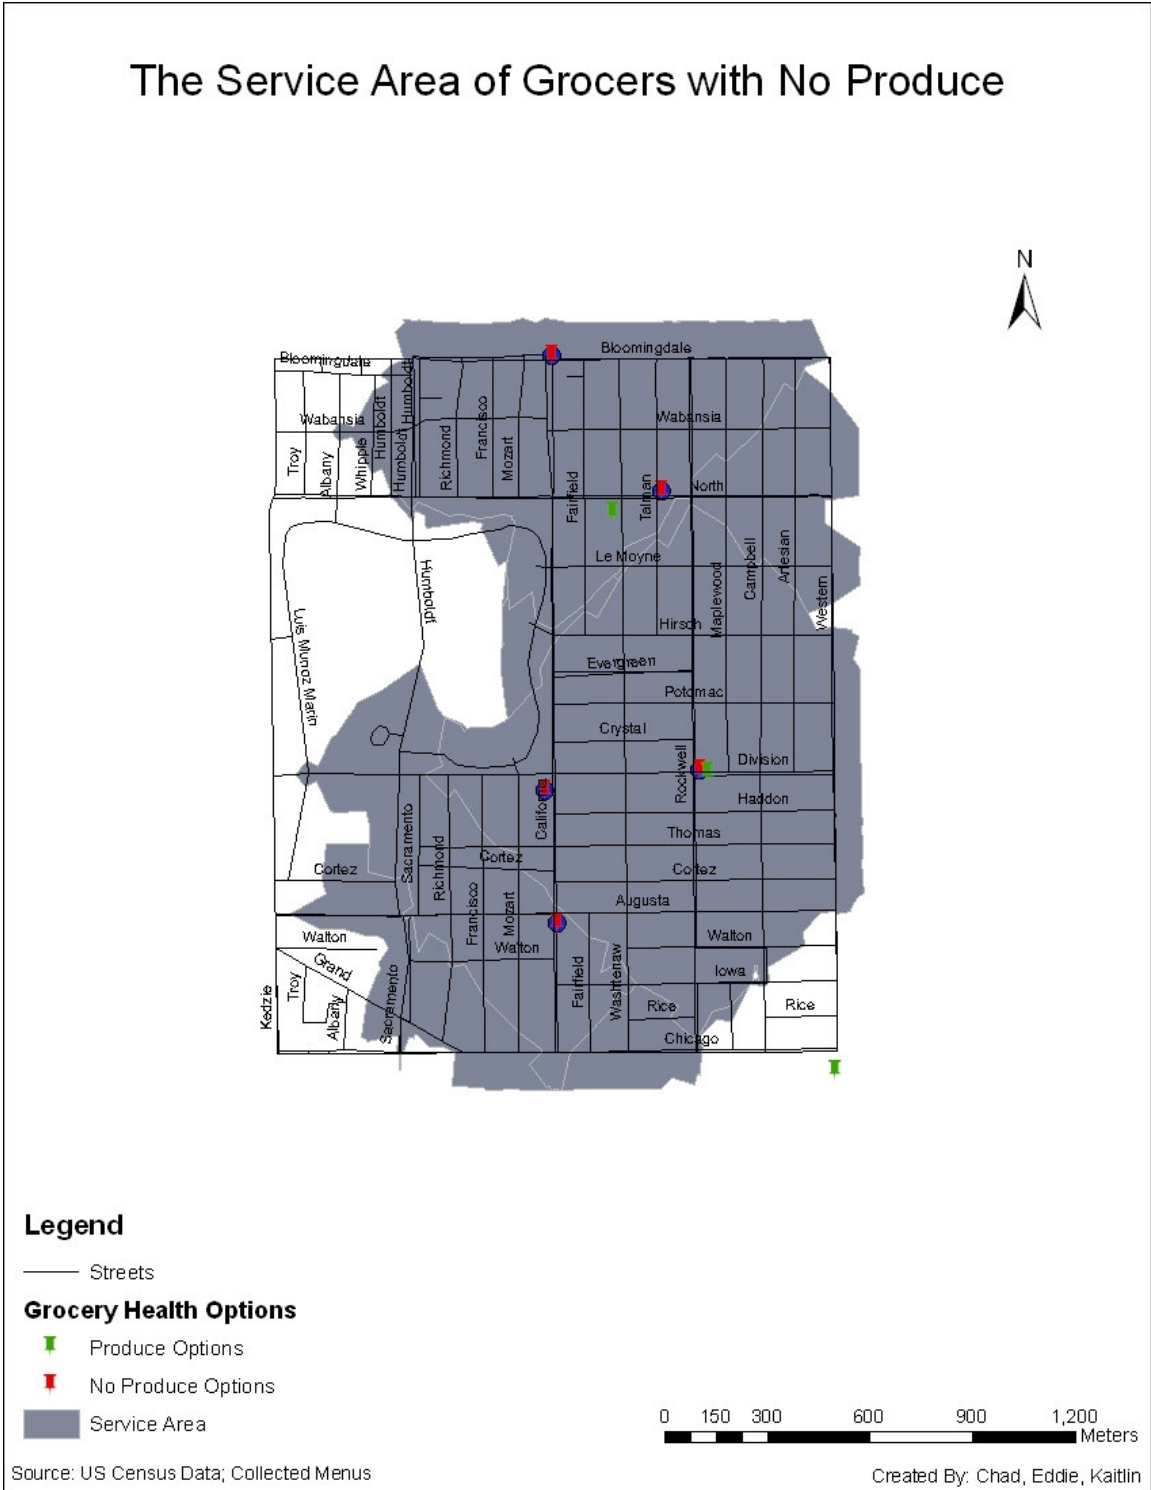 The Service Area of Grocers with No Produce
N
Bloomingdale
Bloomingdale
Humboldt
Wabansia
Wabansia
Humboldt
Francisco
Richmond
Mozart
Humboldt
Whipple
Troy
Albany
Fairfield
Talman
North
Le Moyne
Campbell
Artesian
Maplewood
Western
Humboldt
Luis Munoz Marin
Hirsch
Evergreen
Potomac
Crystal
Rockwell
Division
California
Haddon
Sacramento
Richmond
Thomas
Cortez
Cortez
Cortez
Francisco
Mozart
Augusta
Walton
Walton
Walton
Grand
Iowa
Fairfield
Washtenaw
Kedzie
Troy
Albany
Sacramento
Rice
Rice
Chicago
Legend
Streets
Grocery Health Options
Produce Options
No Produce Options
Service Area
0 150 300 600 900 1,200
Meters
Source: US Census Data; Collected Menus
Created By: Chad, Eddie, Kaitlin